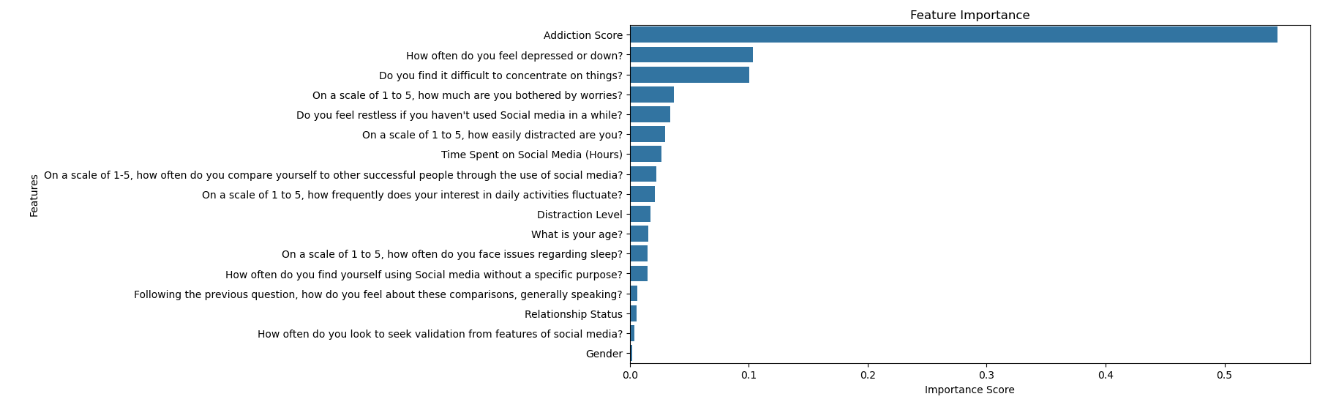 Feature Importance
Addiction Score
How often do you feel depressed or down?
Do you find it difficult to concentrate on things?
On a scale of 1 to 5, how much are you bothered by worries?
Do you feel restless if you haven't used Social media in a while?
On a scale of 1 to 5, how easily distracted are you?
Time Spent on Social Media (Hours)
On a scale of 1-5, how often do you compare yourself to other successful people through the use of social media?
On a scale of 1 to 5, how frequently does your interest in daily activities fluctuate?
Distraction Level
What is your age?
On a scale of 1 to 5, how often do you face issues regarding sleep?
How often do you find yourself using Social media without a specific purpose?
Following the previous question, how do you feel about these comparisons, generally speaking?
Relationship Status
How often do you look to seek validation from features of social media?
Gender
Features
0.0 0.1 0.2 0.3 0.4 0.5
Importance Score